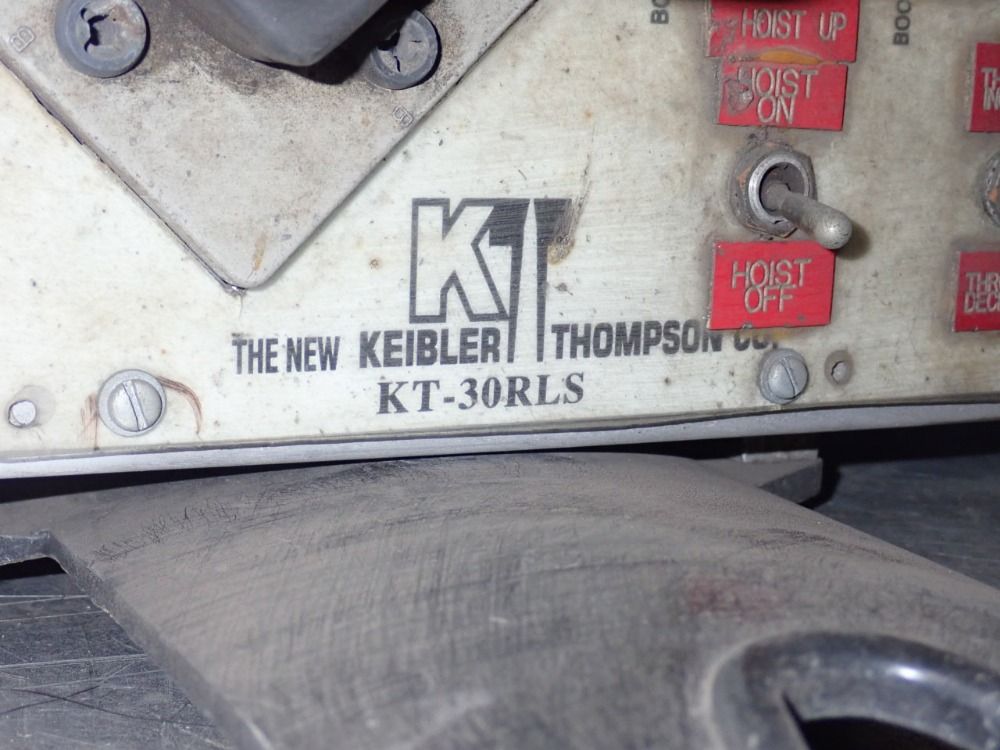 HOIST UP
HOIST
ON
HOIST
OFF
KT
THE NEW KEIBLER THOMPSON
KT-30RLS